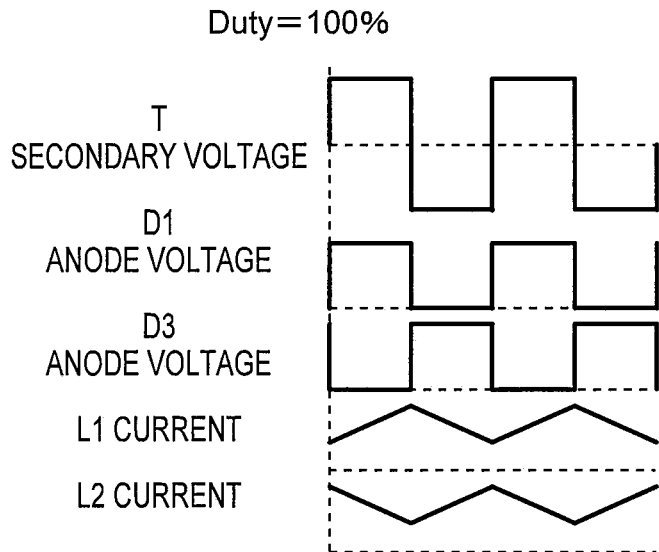 Duty=100%
T
SECONDARY VOLTAGE
D1
ANODE VOLTAGE
D3
ANODE VOLTAGE
L1 CURRENT
L2 CURRENT